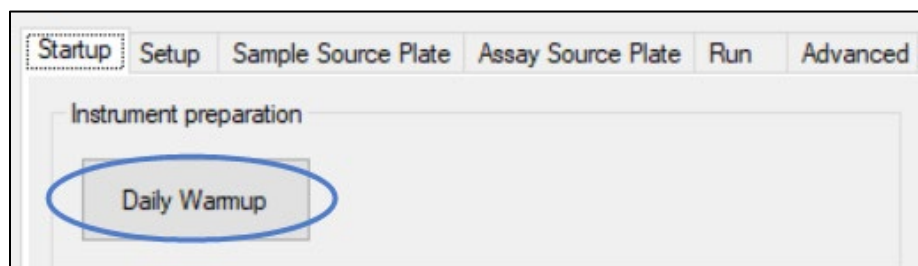 Startup Setup Sample Source Plate Assay Source Plate Run Advanced
Instrument preparation
Daily Warmup